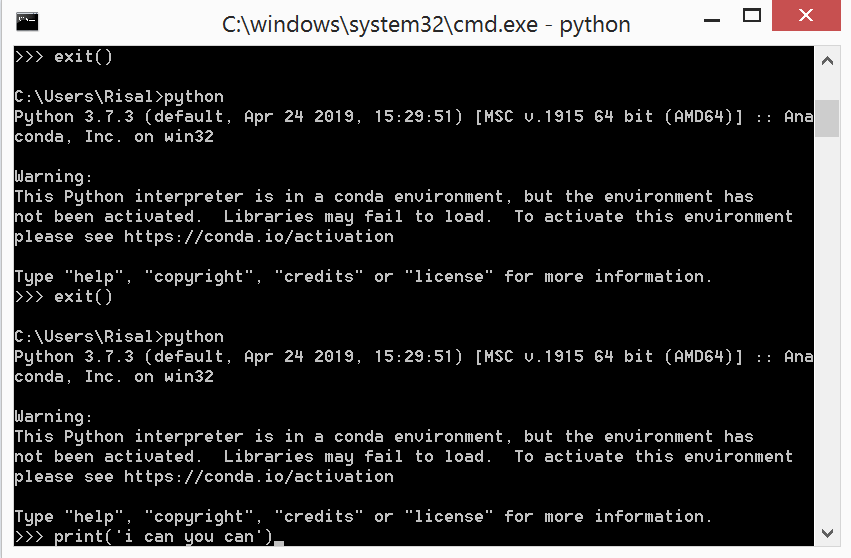 C:\windows\system32\cmd.exe - python
>>> exit()
C:\Users\Risal>python
Python 3.7.3 (default, Apr 24 2019, 15:29:51) [MSC v.1915 64 bit (AMD64)] :: Ana
conda, Inc. on win32
Warning:
This Python interpreter is in a conda environment, but the environment has
not been activated.  Libraries may fail to load.  To activate this environment
please see https://conda.io/activation
Type "help", "copyright", "credits" or "license" for more information.
>>> exit()
C:\Users\Risal>python
Python 3.7.3 (default, Apr 24 2019, 15:29:51) [MSC v.1915 64 bit (AMD64)] :: Ana
conda, Inc. on win32
Warning:
This Python interpreter is in a conda environment, but the environment has
not been activated.  Libraries may fail to load.  To activate this environment
please see https://conda.io/activation
Type "help", "copyright", "credits" or "license" for more information.
>>> print('i can you can')